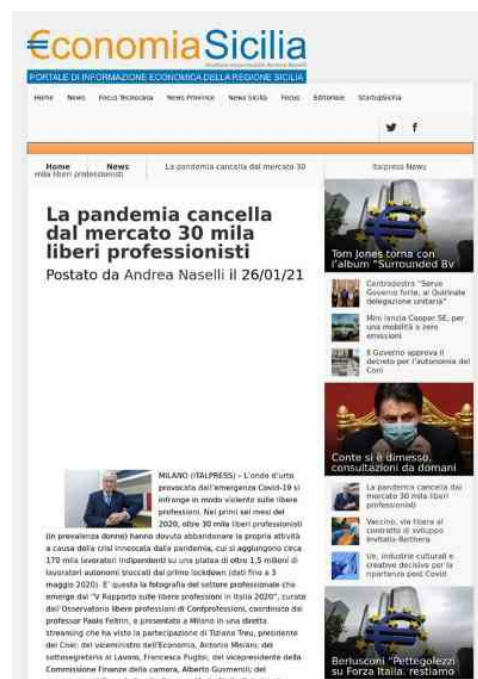 €conomiaSicilia
direttore responsabile Andrea Naselli
PORTALE DI INFORMAZIONE ECONOMICA DELLA REGIONE SICILIA
Home News Focus Tecnocasa News Province News Sicilia Focus Editoriale StartupSicilia
Home News La pandemia cancella dal mercato 30
mila liberi professionisti
La pandemia cancella
dal mercato 30 mila
liberi professionisti
Postato da Andrea Naselli il 26/01/21
MILANO (ITALPRESS) – L'onda d'urto
provocata dall'emergenza Covid-19 si
infrange in modo violento sulle libere
professioni. Nei primi sei mesi del
2020, oltre 30 mila liberi professionisti
(in prevalenza donne) hanno dovuto abbandonare la propria attività
a causa della crisi innescata dalla pandemia, cui si aggiungono circa
170 mila lavoratori indipendenti su una platea di oltre 1,5 milioni di
lavoratori autonomi bloccati dal primo lockdown (dati fino a 3
maggio 2020). E' questa la fotografia del settore professionale che
emerge dal "V Rapporto sulle libere professioni in Italia 2020", curato
dall'Osservatorio libere professioni di Confprofessioni, coordinato dal
professor Paolo Feltrin, e presentato a Milano in una diretta
streaming che ha visto la partecipazione di Tiziano Treu, presidente
del Cnel; del viceministro dell'Economia, Antonio Misiani; del
sottosegretario al Lavoro, Francesca Puglisi; del vicepresidente della
Commissione Finanze della camera, Alberto Gusmeroli; del
Italpress News
Tom Jones torna con
l'album "Surrounded By
Centrodestra "Serve
Governo forte, al Quirinale
delegazione unitaria"
Mini lancia Cooper SE, per
una mobilità a zero
emissioni
Il Governo approva il
decreto per l'autonomia del
Coni
Conte si è dimesso,
consultazioni da domani
La pandemia cancella dal
mercato 30 mila liberi
professionisti
Vaccino, via libera al
contratto di sviluppo
Invitalia-Reithera
Ue, industrie culturali e
creative decisive per la
ripartenza post Covid
Berlusconi "Pettegolezzi
su Forza Italia, restiamo